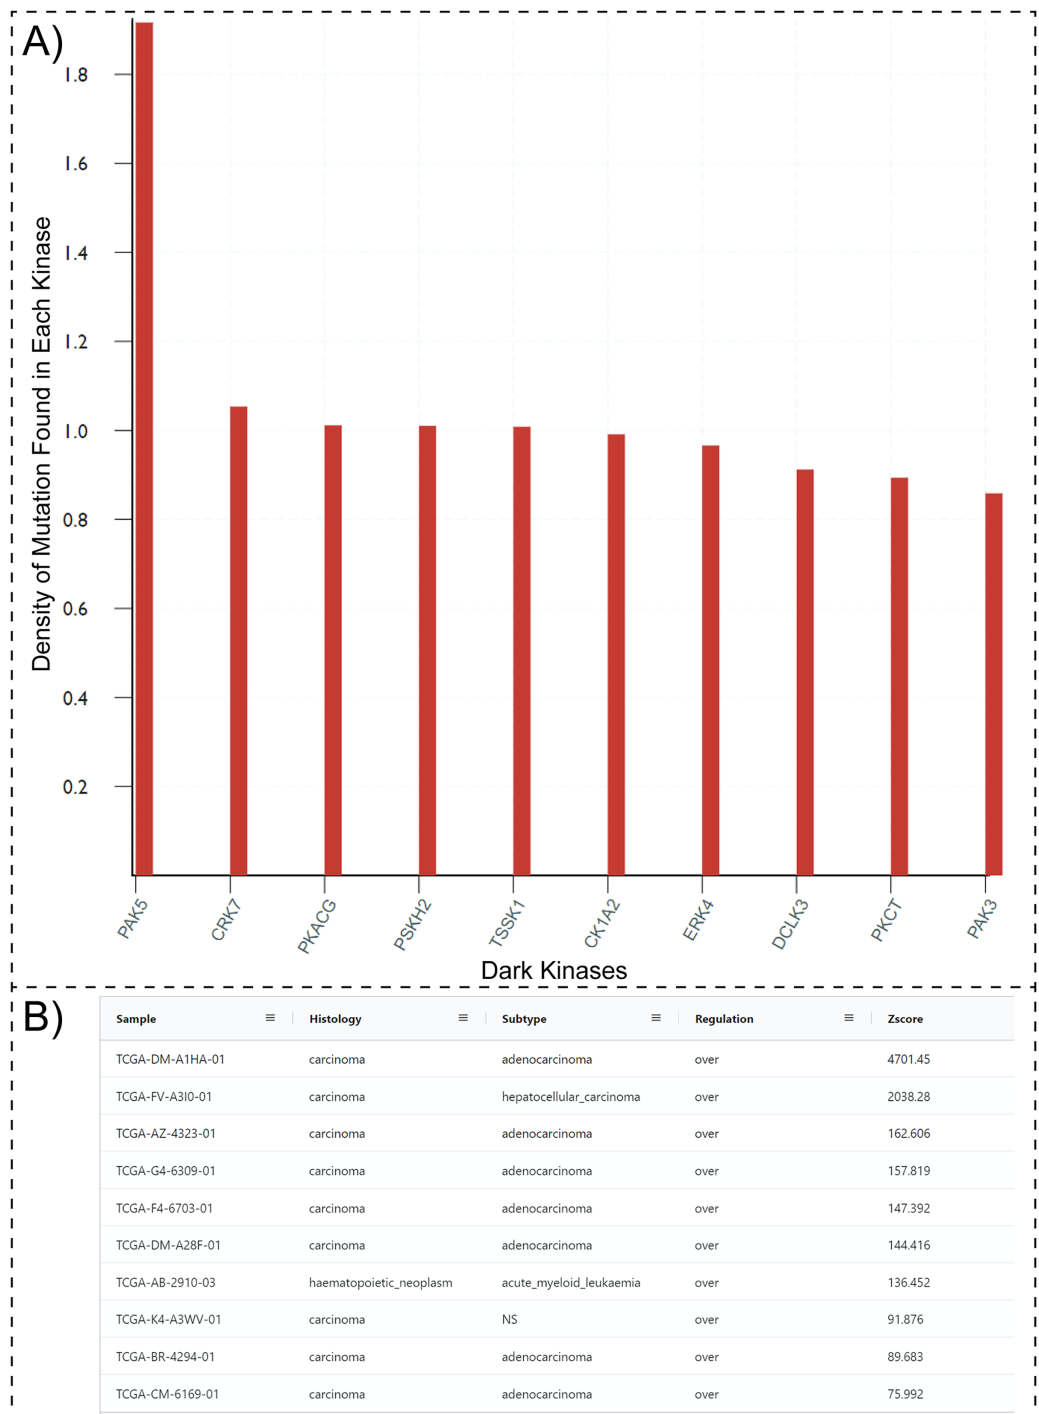 A)
1.8
1.6
1.4
1.2
1.0
0.8
0.6
0.4
0.2
Density of Mutation Found in Each Kinase
PAK5 CRK7 PKACG PSKH2 TSSK1 CK1A2 ERK4 DCLK3 PKCT PAK3
Dark Kinases
B)
Sample Histology Subtype Regulation Zscore
TCGA-DM-A1HA-01 carcinoma adenocarcinoma over 4701.45
TCGA-FV-A3I0-01 carcinoma hepatocellular_carcinoma over 2038.28
TCGA-AZ-4323-01 carcinoma adenocarcinoma over 162.606
TCGA-G4-6309-01 carcinoma adenocarcinoma over 157.819
TCGA-F4-6703-01 carcinoma adenocarcinoma over 147.392
TCGA-DM-A28F-01 carcinoma adenocarcinoma over 144.416
TCGA-AB-2910-03 haematopoietic_neoplasm acute_myeloid_leukaemia over 136.452
TCGA-K4-A3WV-01 carcinoma NS over 91.876
TCGA-BR-4294-01 carcinoma adenocarcinoma over 89.683
TCGA-CM-6169-01 carcinoma adenocarcinoma over 75.992